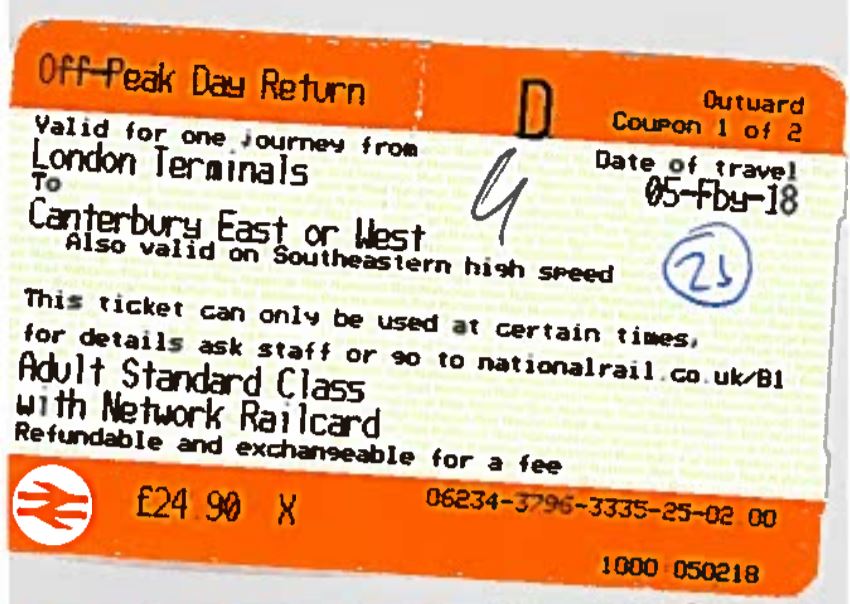 Off-Peak Day Return
D
Outward
Coupon 1 of 2
Valid for one journey from
London Terminals
To
Canterbury East or West
Also valid on Southeastern high speed
Date of travel
05-Fby-18
25
This ticket can only be used at certain times,
for details ask staff or go to nationalrail.co.uk/B1
Adult Standard Class
with Network Railcard
Refundable and exchangeable for a fee
£24.90 X
06234-3796-3335-25-02 00
1000 050218